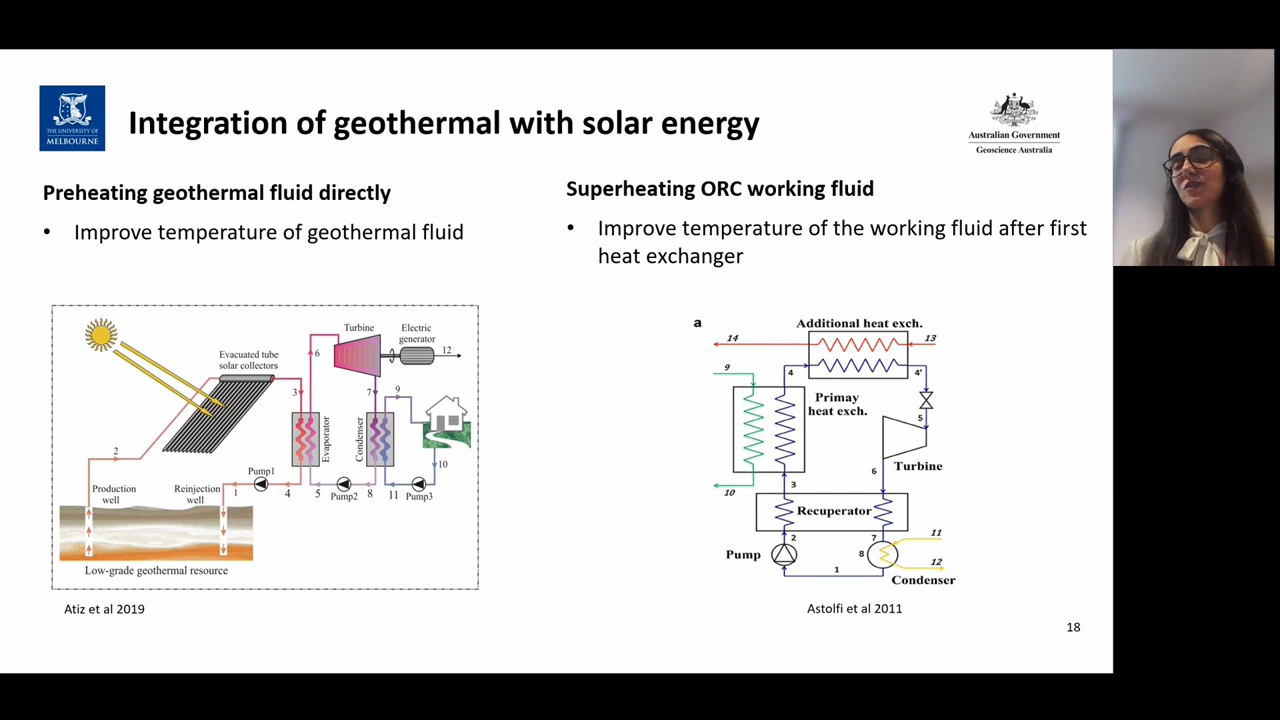 THE UNIVERSITY OF
MELBOURNE
Integration of geothermal with solar energy
Australian Government
Geoscience Australia
Preheating geothermal fluid directly
• Improve temperature of geothermal fluid
Superheating ORC working fluid
• Improve temperature of the working fluid after first
heat exchanger
Turbine
Electric
generator
12
6
Evacuated tube
solar collectors
3
7
9
Evaporator
Condenser
2
10
Pump1
Production
well
Reinjection
well
1
4
5
Pump2
8
11
Pump3
Low-grade geothermal resource
Atiz et al 2019
a
Additional heat exch.
14
13
9
4
4'
Primay
heat exch.
5
Turbine
6
10
3
Recuperator
2
7
11
Pump
8
12
1
Condenser
Astolfi et al 2011
18